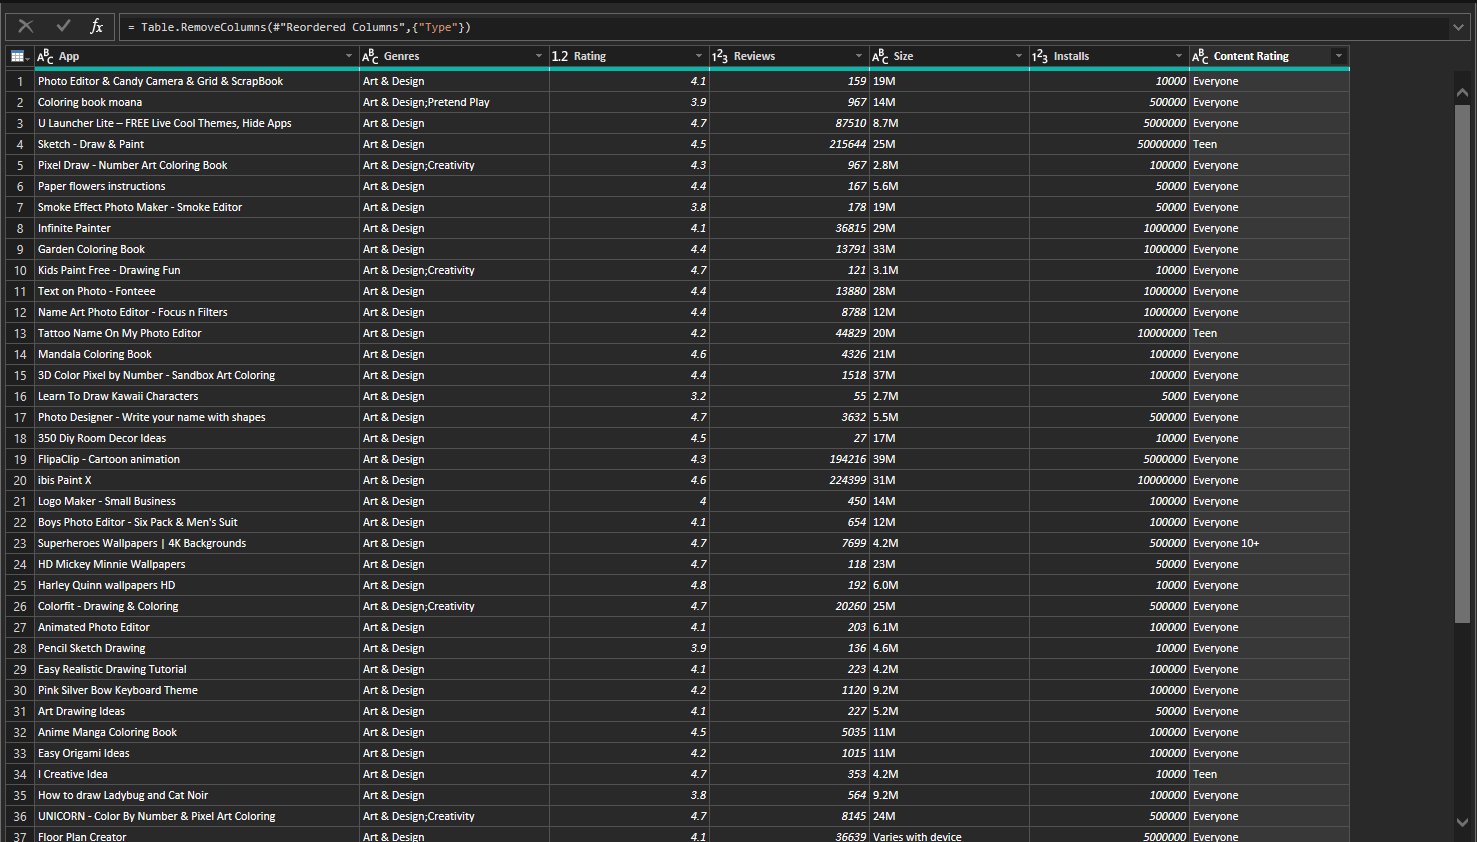 fx = Table.RemoveColumns(#"Reordered Columns",{"Type"})
ABC App ABC Genres 1.2 Rating 123 Reviews ABC Size 123 Installs ABC Content Rating
1 Photo Editor & Candy Camera & Grid & ScrapBook Art & Design 4.1 159 19M 10000 Everyone
2 Coloring book moana Art & Design;Pretend Play 3.9 967 14M 500000 Everyone
3 U Launcher Lite – FREE Live Cool Themes, Hide Apps Art & Design 4.7 87510 8.7M 5000000 Everyone
4 Sketch - Draw & Paint Art & Design 4.5 215644 25M 50000000 Teen
5 Pixel Draw - Number Art Coloring Book Art & Design;Creativity 4.3 967 2.8M 100000 Everyone
6 Paper flowers instructions Art & Design 4.4 167 5.6M 50000 Everyone
7 Smoke Effect Photo Maker - Smoke Editor Art & Design 3.8 178 19M 50000 Everyone
8 Infinite Painter Art & Design 4.1 36815 29M 1000000 Everyone
9 Garden Coloring Book Art & Design 4.4 13791 33M 1000000 Everyone
10 Kids Paint Free - Drawing Fun Art & Design;Creativity 4.7 121 3.1M 10000 Everyone
11 Text on Photo - Fonteee Art & Design 4.4 13880 28M 1000000 Everyone
12 Name Art Photo Editor - Focus n Filters Art & Design 4.4 8788 12M 1000000 Everyone
13 Tattoo Name On My Photo Editor Art & Design 4.2 44829 20M 10000000 Teen
14 Mandala Coloring Book Art & Design 4.6 4326 21M 100000 Everyone
15 3D Color Pixel by Number - Sandbox Art Coloring Art & Design 4.4 1518 37M 100000 Everyone
16 Learn To Draw Kawaii Characters Art & Design 3.2 55 2.7M 5000 Everyone
17 Photo Designer - Write your name with shapes Art & Design 4.7 3632 5.5M 500000 Everyone
18 350 Diy Room Decor Ideas Art & Design 4.5 27 17M 10000 Everyone
19 FlipaClip - Cartoon animation Art & Design 4.3 194216 39M 5000000 Everyone
20 ibis Paint X Art & Design 4.6 224399 31M 10000000 Everyone
21 Logo Maker - Small Business Art & Design 4 450 14M 100000 Everyone
22 Boys Photo Editor - Six Pack & Men's Suit Art & Design 4.1 654 12M 100000 Everyone
23 Superheroes Wallpapers | 4K Backgrounds Art & Design 4.7 7699 4.2M 500000 Everyone 10+
24 HD Mickey Minnie Wallpapers Art & Design 4.7 118 23M 50000 Everyone
25 Harley Quinn wallpapers HD Art & Design 4.8 192 6.0M 10000 Everyone
26 Colorfit - Drawing & Coloring Art & Design;Creativity 4.7 20260 25M 500000 Everyone
27 Animated Photo Editor Art & Design 4.1 203 6.1M 100000 Everyone
28 Pencil Sketch Drawing Art & Design 3.9 136 4.6M 10000 Everyone
29 Easy Realistic Drawing Tutorial Art & Design 4.1 223 4.2M 100000 Everyone
30 Pink Silver Bow Keyboard Theme Art & Design 4.2 1120 9.2M 100000 Everyone
31 Art Drawing Ideas Art & Design 4.1 227 5.2M 50000 Everyone
32 Anime Manga Coloring Book Art & Design 4.5 5035 11M 100000 Everyone
33 Easy Origami Ideas Art & Design 4.2 1015 11M 100000 Everyone
34 I Creative Idea Art & Design 4.7 353 4.2M 10000 Teen
35 How to draw Ladybug and Cat Noir Art & Design 3.8 564 9.2M 100000 Everyone
36 UNICORN - Color By Number & Pixel Art Coloring Art & Design;Creativity 4.7 8145 24M 500000 Everyone
37 Floor Plan Creator Art & Design 4.1 36639 Varies with device 5000000 Everyone